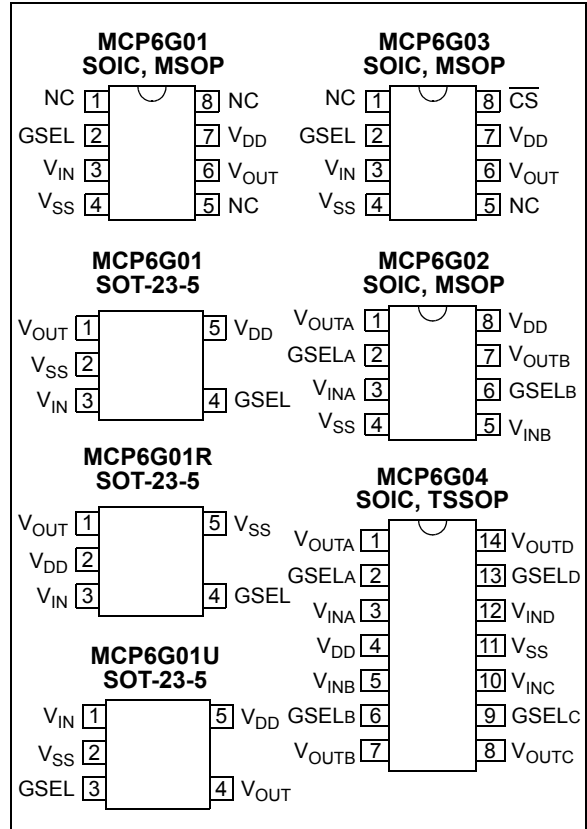 MCP6G01
SOIC, MSOP
NC 1 8 NC
GSEL 2 7 VDD
VIN 3 6 VOUT
VSS 4 5 NC
MCP6G03
SOIC, MSOP
NC 1 8 CS
GSEL 2 7 VDD
VIN 3 6 VOUT
VSS 4 5 NC
MCP6G01
SOT-23-5
VOUT 1 5 VDD
VSS 2
VIN 3 4 GSEL
MCP6G02
SOIC, MSOP
VOUTA 1 8 VDD
GSELA 2 7 VOUTB
VINA 3 6 GSELB
VSS 4 5 VINB
MCP6G01R
SOT-23-5
VOUT 1 5 VSS
VDD 2
VIN 3 4 GSEL
MCP6G04
SOIC, TSSOP
VOUTA 1 14 VOUTD
GSELA 2 13 GSELD
VINA 3 12 VIND
VDD 4 11 VSS
VINB 5 10 VINC
GSELB 6 9 GSELC
VOUTB 7 8 VOUTC
MCP6G01U
SOT-23-5
VIN 1 5 VDD
VSS 2
GSEL 3 4 VOUT